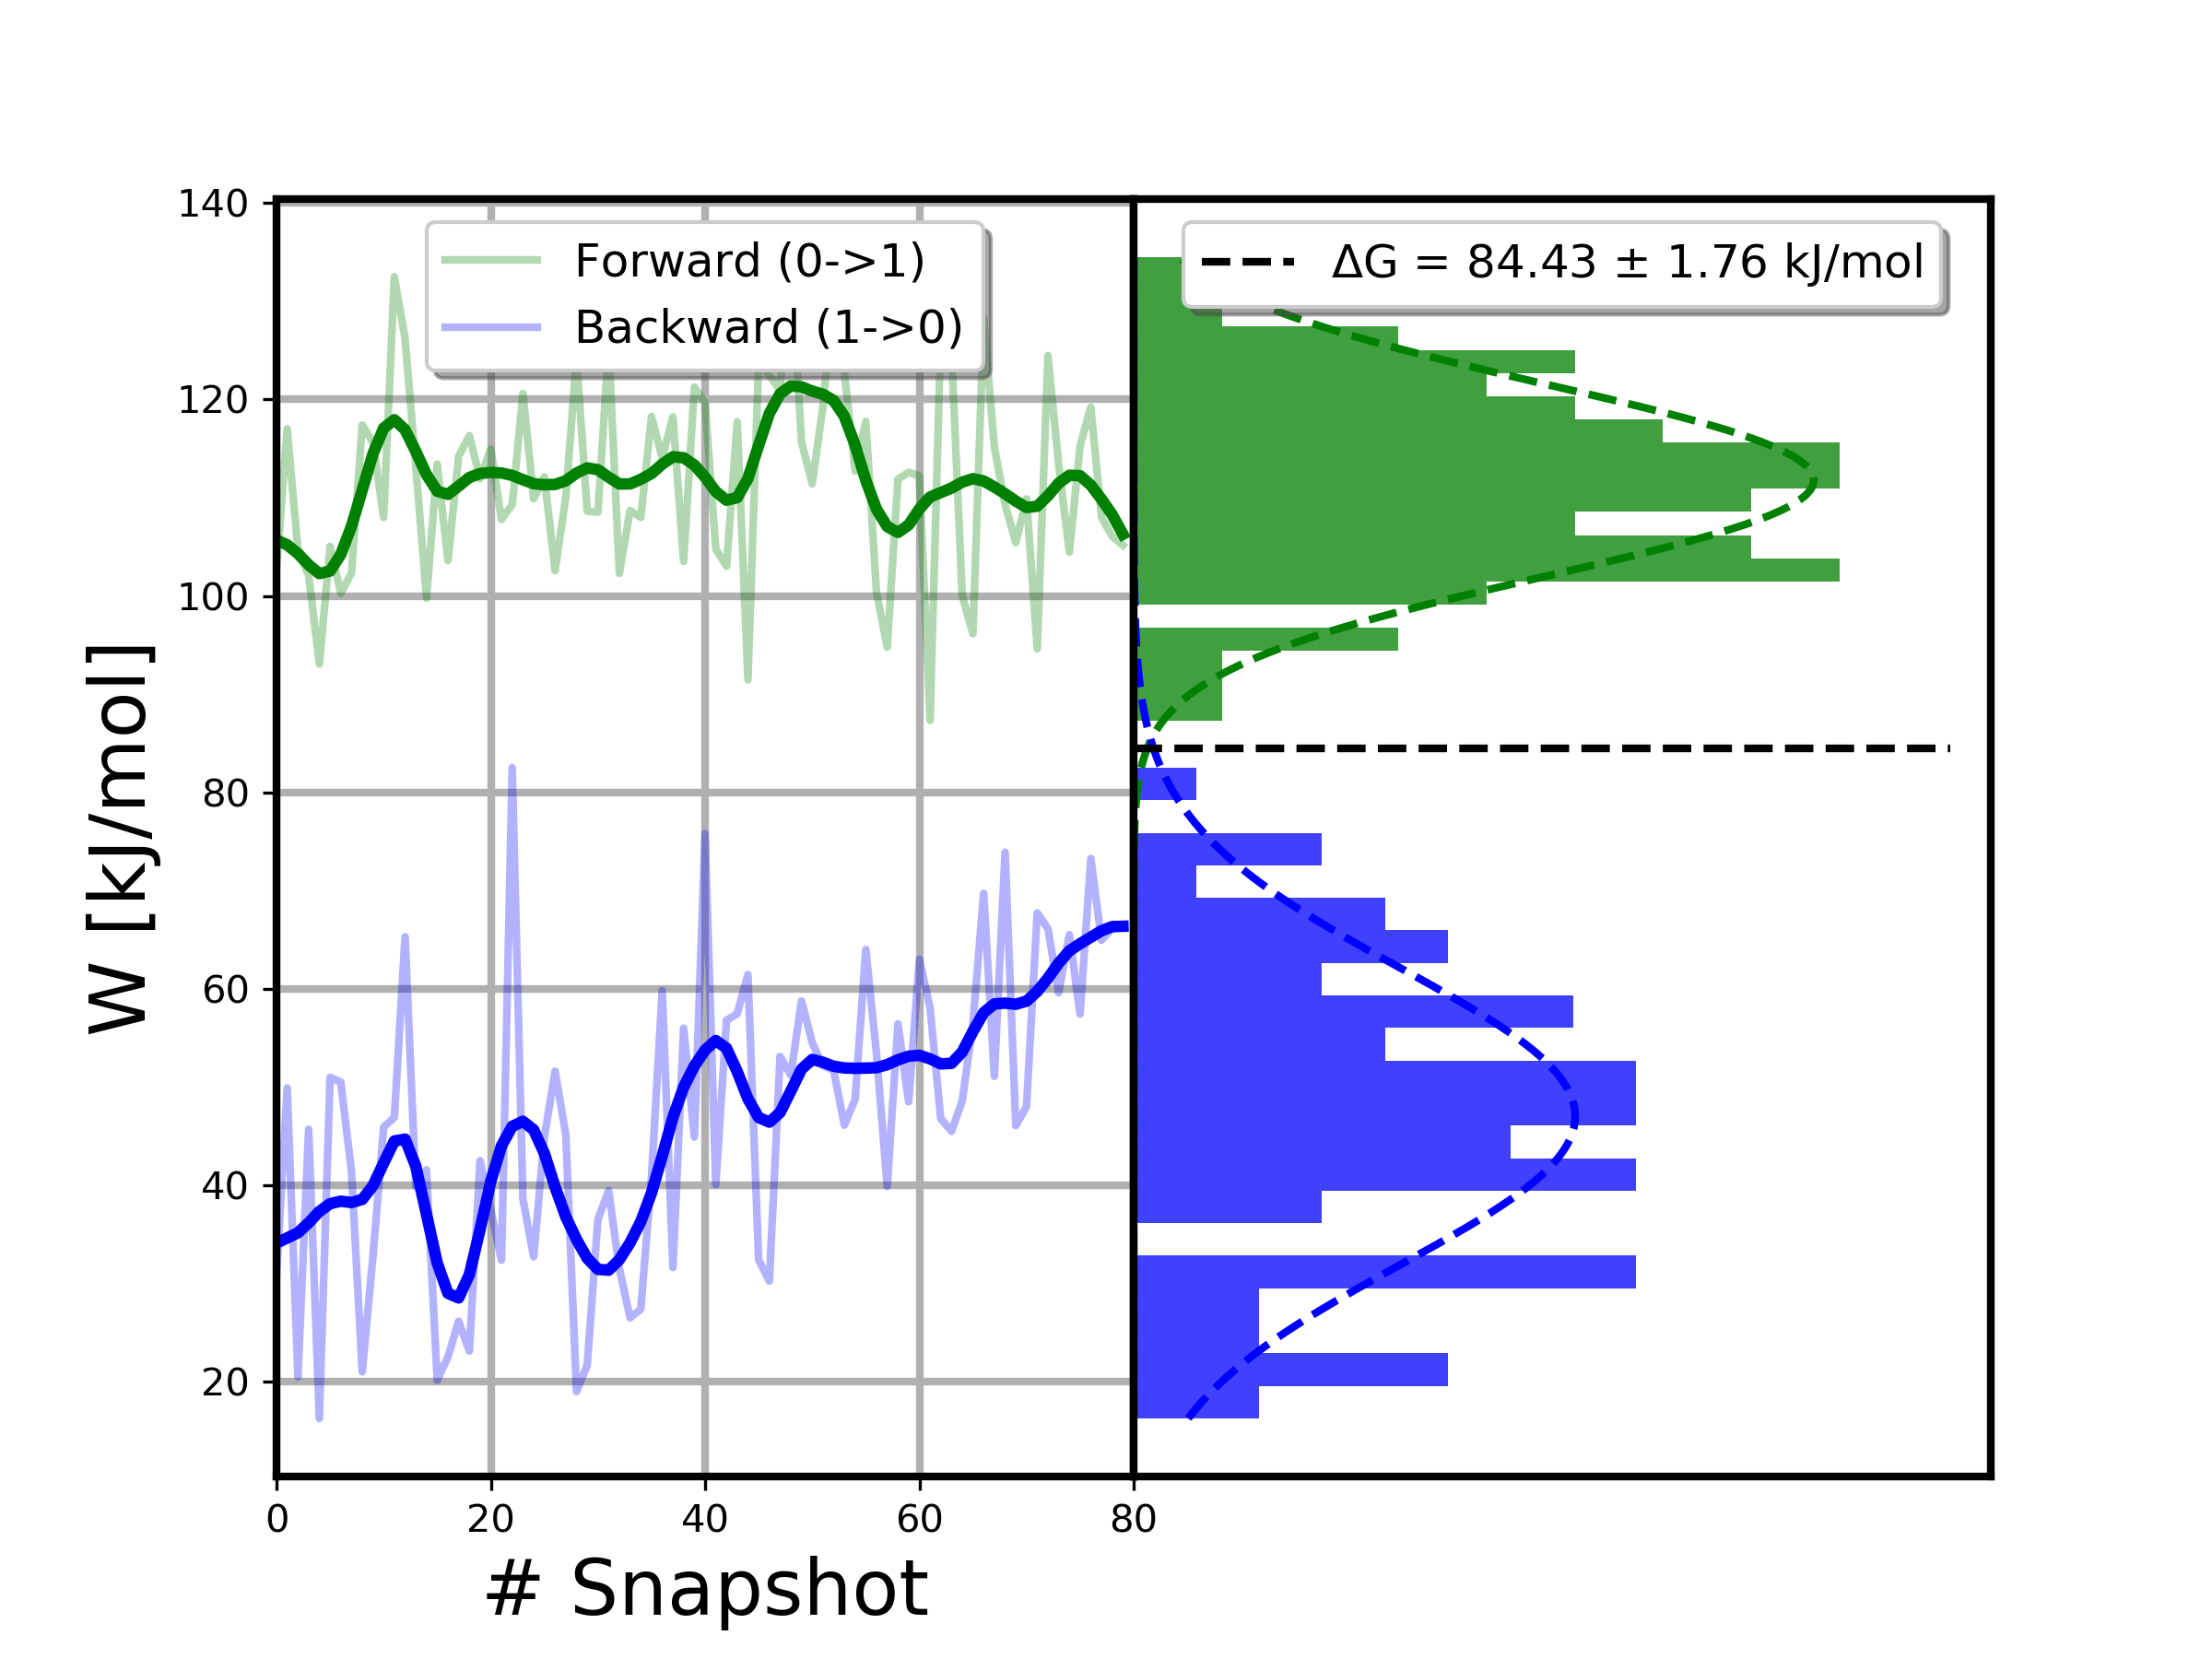 140
120
100
80
60
40
20
W [kJ/mol]
Forward (0->1)
Backward (1->0)
ΔG = 84.43 ± 1.76 kJ/mol
0 20 40 60 80
# Snapshot